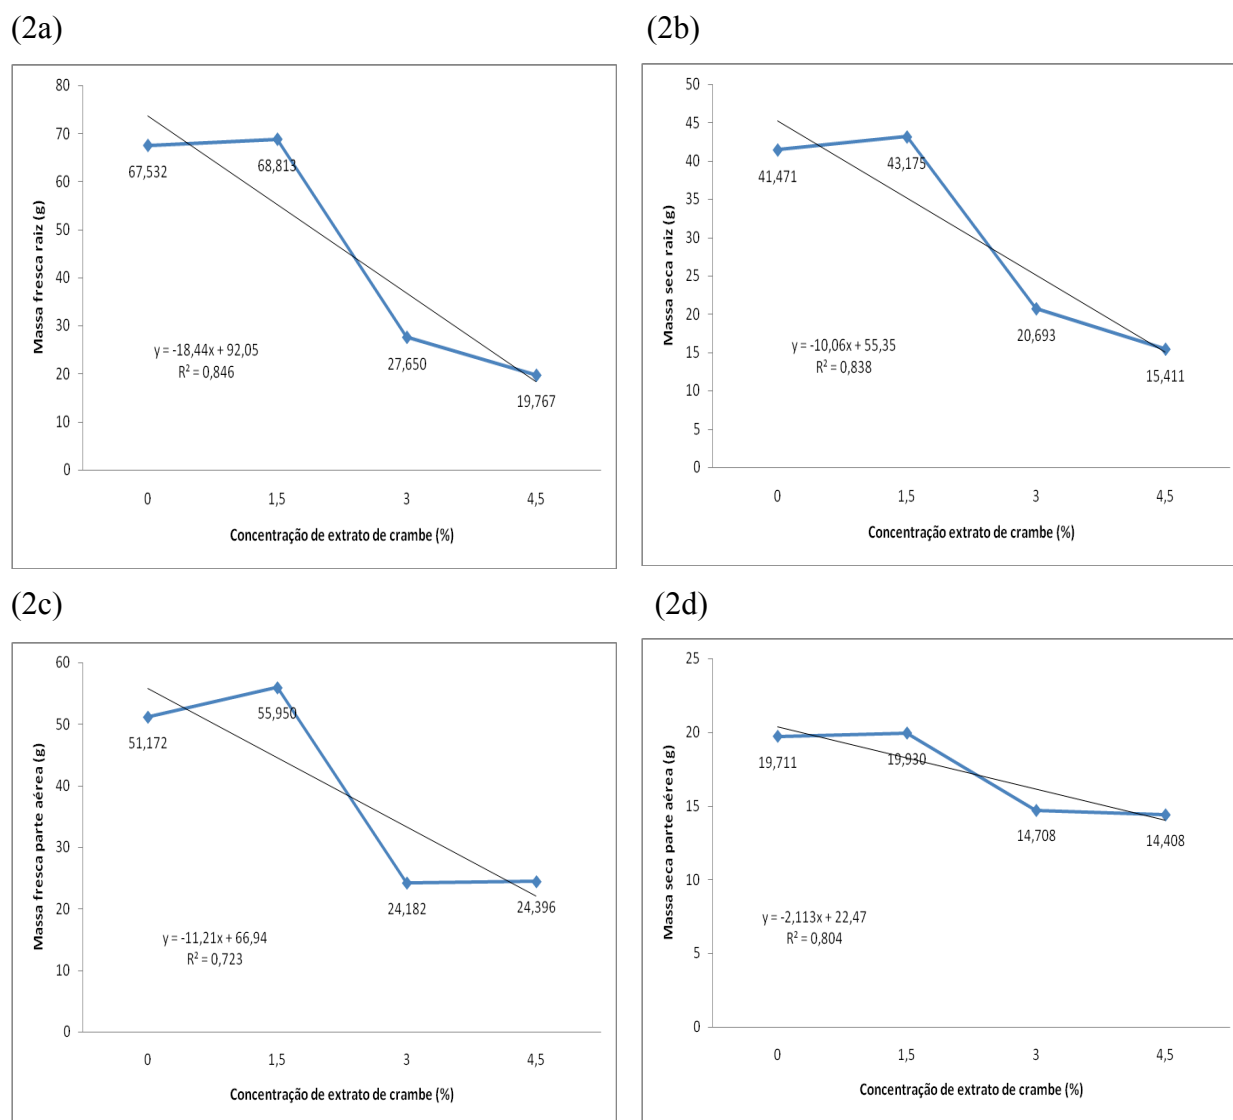 (2a)
80
70
60
50
40
30
20
10
0
Massa fresca raiz (g)
67,532
68,813
27,650
19,767
y = -18,44x + 92,05
R² = 0,846
0 1,5 3 4,5
Concentração de extrato de crambe (%)
(2b)
50
45
40
35
30
25
20
15
10
5
0
Massa seca raiz (g)
41,471
43,175
20,693
15,411
y = -10,06x + 55,35
R² = 0,838
0 1,5 3 4,5
Concentração extrato de crambe (%)
(2c)
60
50
40
30
20
10
0
Massa fresca parte aérea (g)
51,172
55,950
24,182
24,396
y = -11,21x + 66,94
R² = 0,723
0 1,5 3 4,5
Concentração de extrato de crambe (%)
(2d)
25
20
15
10
5
0
Massa seca parte aérea (g)
19,711
19,930
14,708
14,408
y = -2,113x + 22,47
R² = 0,804
0 1,5 3 4,5
Concentração de extrato de crambe (%)